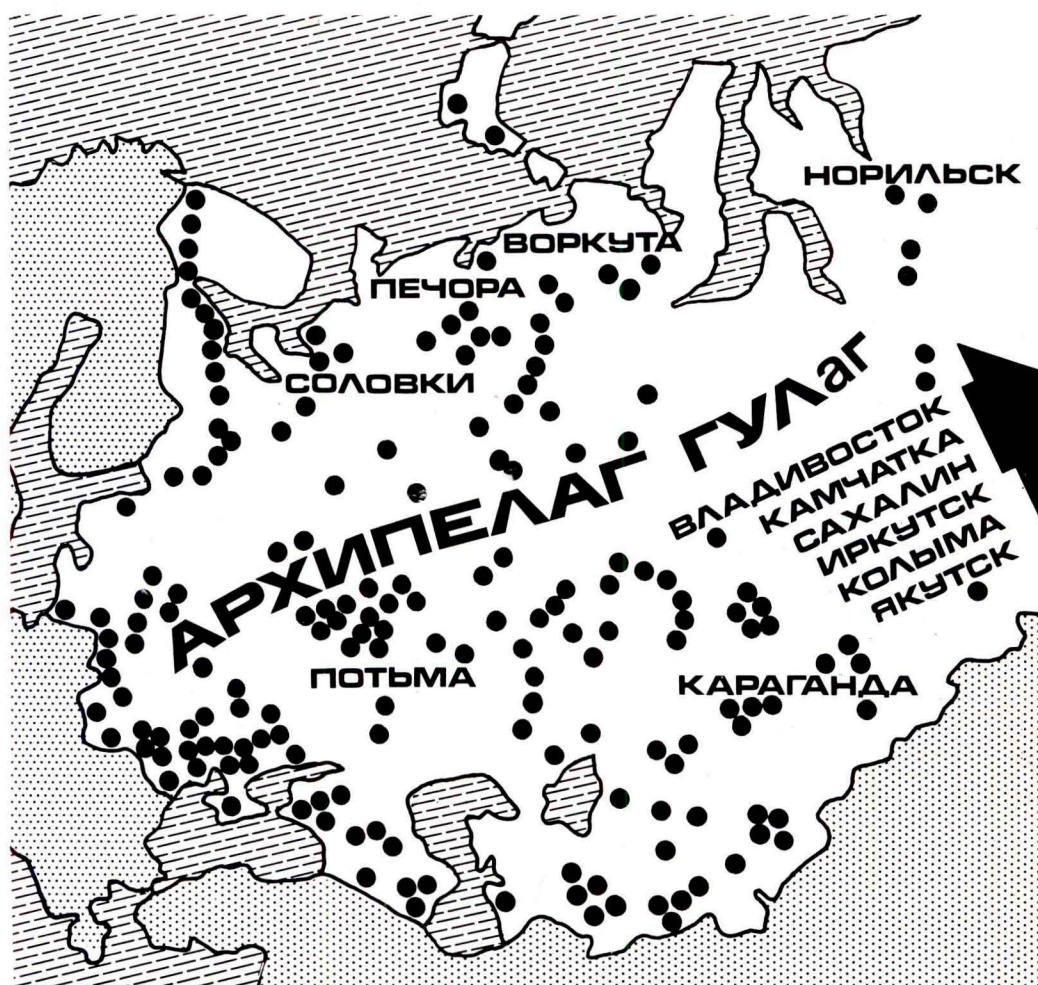 НОРИЛЬСК
ВОРКУТА
ПЕЧОРА
СОЛОВКИ
АРХИПЕЛАГ ГУЛаг
ВЛАДИВОСТОК
КАМЧАТКА
САХАЛИН
ИРКУТСК
КОЛЫМА
ЯКУТСК
ПОТЬМА
КАРАГАНДА